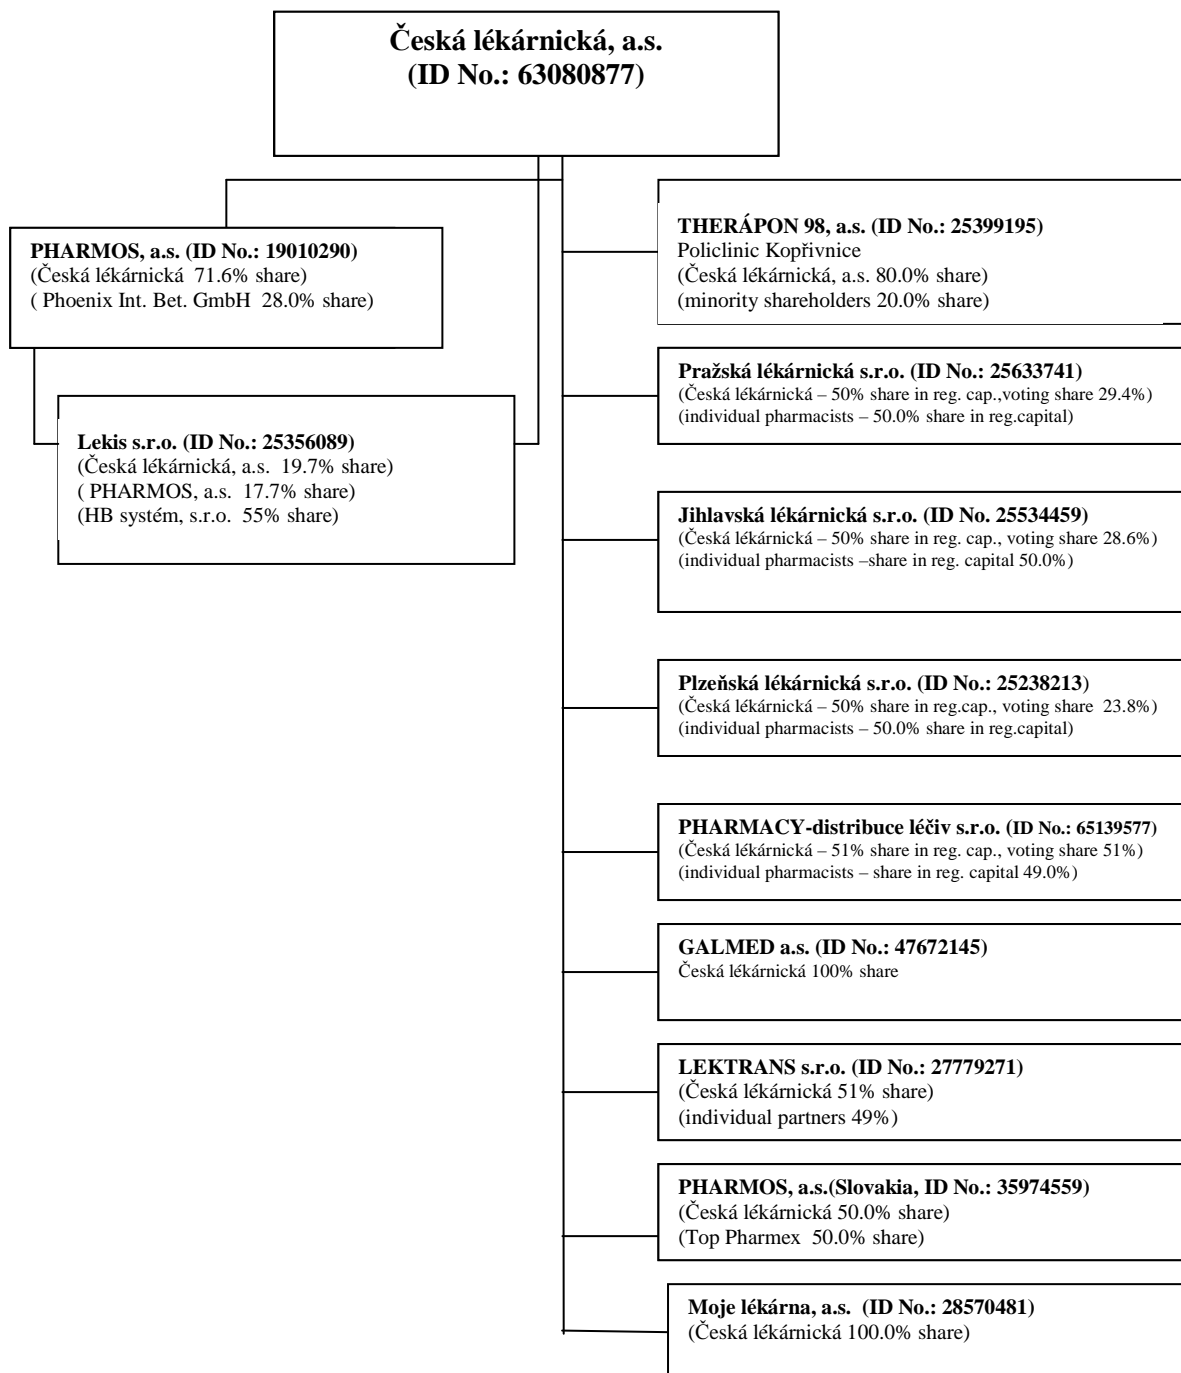 Česká lékárnická, a.s.
(ID No.: 63080877)
PHARMOS, a.s. (ID No.: 19010290)
(Česká lékárnická  71.6% share)
( Phoenix Int. Bet. GmbH  28.0% share)
Lekis s.r.o. (ID No.: 25356089)
(Česká lékárnická, a.s.  19.7% share)
( PHARMOS, a.s.  17.7% share)
(HB systém, s.r.o.  55% share)
THERÁPON 98, a.s. (ID No.: 25399195)
Policlinic Kopřivnice
(Česká lékárnická, a.s. 80.0% share)
(minority shareholders 20.0% share)
Pražská lékárnická s.r.o. (ID No.: 25633741)
(Česká lékárnická – 50% share in reg. cap.,voting share 29.4%)
(individual pharmacists – 50.0% share in reg.capital)
Jihlavská lékárnická s.r.o. (ID No. 25534459)
(Česká lékárnická – 50% share in reg. cap., voting share 28.6%)
(individual pharmacists –share in reg. capital 50.0%)
Plzeňská lékárnická s.r.o. (ID No.: 25238213)
(Česká lékárnická – 50% share in reg.cap., voting share  23.8%)
(individual pharmacists – 50.0% share in reg.capital)
PHARMACY-distribuce léčiv s.r.o. (ID No.: 65139577)
(Česká lékárnická – 51% share in reg. cap., voting share 51%)
(individual pharmacists – share in reg. capital 49.0%)
GALMED a.s. (ID No.: 47672145)
Česká lékárnická 100% share
LEKTRANS s.r.o. (ID No.: 27779271)
(Česká lékárnická 51% share)
(individual partners 49%)
PHARMOS, a.s.(Slovakia, ID No.: 35974559)
(Česká lékárnická 50.0% share)
(Top Pharmex  50.0% share)
Moje lékárna, a.s.  (ID No.: 28570481)
(Česká lékárnická 100.0% share)